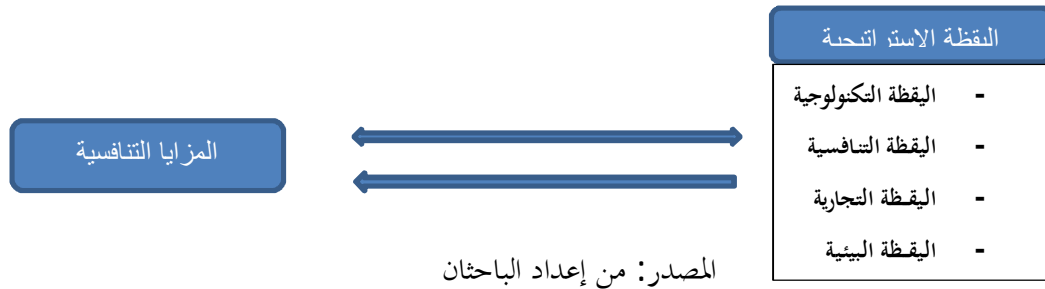 اليقظة الاستراتيجية
- اليقظة التكنولوجية
- اليقظة التنافسية
- اليقظة التجارية
- اليقظة البيئية
المزايا التنافسية
المصدر: من إعداد الباحثان